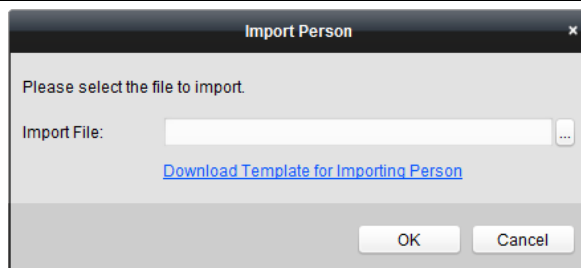 Import Person ×
Please select the file to import.
Import File: ...
Download Template for Importing Person
OK Cancel